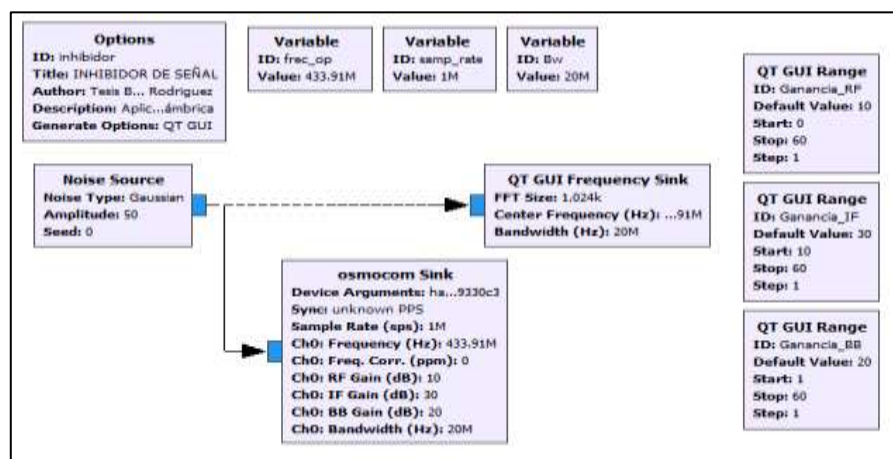 Options
ID: inhibidor
Title: INHIBIDOR DE SEÑAL
Author: Tesis B... Rodriguez
Description: Aplic...ámbrica
Generate Options: QT GUI
Variable
ID: frec_op
Value: 433.91M
Variable
ID: samp_rate
Value: 1M
Variable
ID: Bw
Value: 20M
QT GUI Range
ID: Ganancia_RF
Default Value: 10
Start: 0
Stop: 60
Step: 1
Noise Source
Noise Type: Gaussian
Amplitude: 50
Seed: 0
QT GUI Frequency Sink
FFT Size: 1.024k
Center Frequency (Hz): ...91M
Bandwidth (Hz): 20M
QT GUI Range
ID: Ganancia_IF
Default Value: 30
Start: 10
Stop: 60
Step: 1
osmocom Sink
Device Arguments: ha...9330c3
Sync: unknown PPS
Sample Rate (sps): 1M
Ch0: Frequency (Hz): 433.91M
Ch0: Freq. Corr. (ppm): 0
Ch0: RF Gain (dB): 10
Ch0: IF Gain (dB): 30
Ch0: BB Gain (dB): 20
Ch0: Bandwidth (Hz): 20M
QT GUI Range
ID: Ganancia_BB
Default Value: 20
Start: 1
Stop: 60
Step: 1